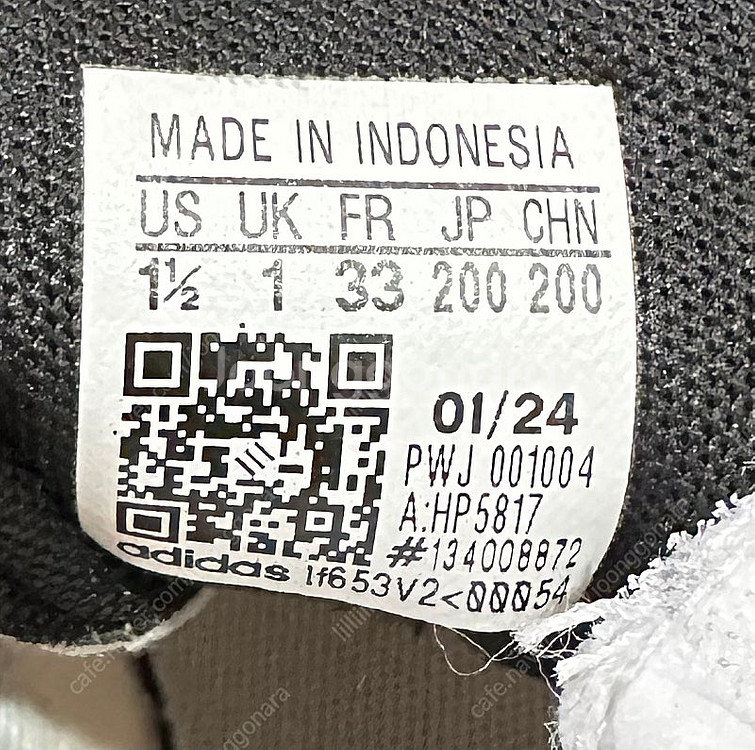 MADE IN INDONESIA
US UK FR JP CHN
1½ 1 33 200 200
01/24
PWJ 001004
A:HP5817
#134008872
adidas lf653V2<00054